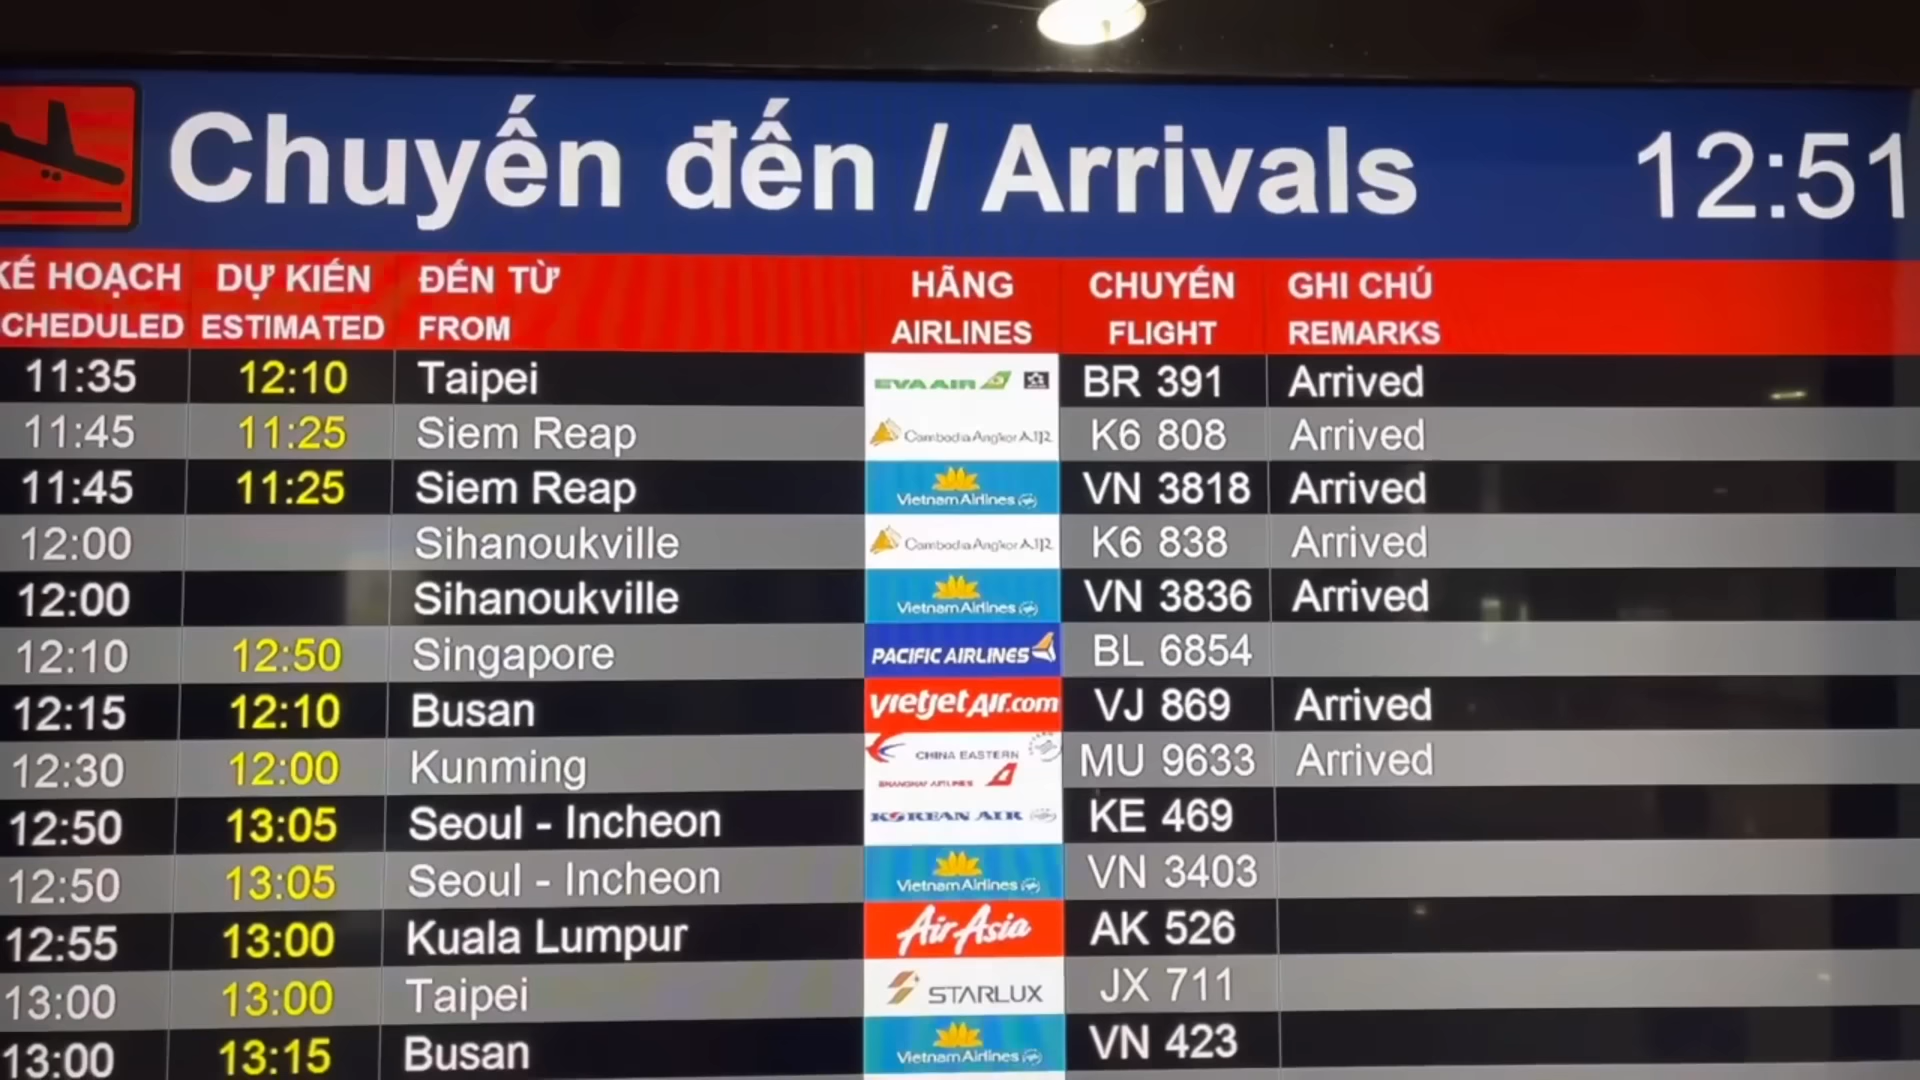 Chuyến đến / Arrivals 12:51
KẾ HOẠCH DỰ KIẾN ĐẾN TỪ HÃNG CHUYẾN GHI CHÚ
CHEDULED ESTIMATED FROM AIRLINES FLIGHT REMARKS
11:35 12:10 Taipei EVA AIR BR 391 Arrived
11:45 11:25 Siem Reap Cambodia Angkor AIR K6 808 Arrived
11:45 11:25 Siem Reap Vietnam Airlines VN 3818 Arrived
12:00 Sihanoukville Cambodia Angkor AIR K6 838 Arrived
12:00 Sihanoukville Vietnam Airlines VN 3836 Arrived
12:10 12:50 Singapore PACIFIC AIRLINES BL 6854
12:15 12:10 Busan vietjetAir.com VJ 869 Arrived
12:30 12:00 Kunming CHINA EASTERN SHANGHAI AIRLINES MU 9633 Arrived
12:50 13:05 Seoul - Incheon KOREAN AIR KE 469
12:50 13:05 Seoul - Incheon Vietnam Airlines VN 3403
12:55 13:00 Kuala Lumpur AirAsia AK 526
13:00 13:00 Taipei STARLUX JX 711
13:00 13:15 Busan Vietnam Airlines VN 423